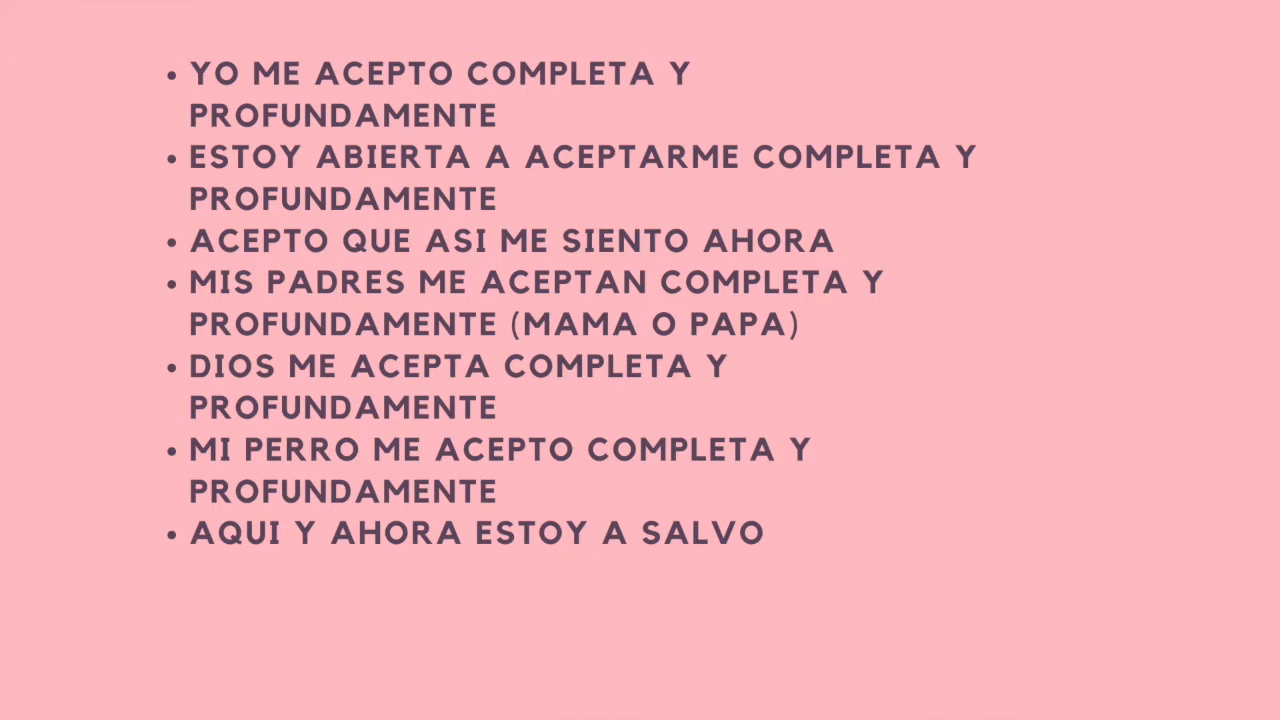 • YO ME ACEPTO COMPLETA Y
PROFUNDAMENTE
• ESTOY ABIERTA A ACEPTARME COMPLETA Y
PROFUNDAMENTE
• ACEPTO QUE ASI ME SIENTO AHORA
• MIS PADRES ME ACEPTAN COMPLETA Y
PROFUNDAMENTE (MAMA O PAPA)
• DIOS ME ACEPTA COMPLETA Y
PROFUNDAMENTE
• MI PERRO ME ACEPTO COMPLETA Y
PROFUNDAMENTE
• AQUI Y AHORA ESTOY A SALVO